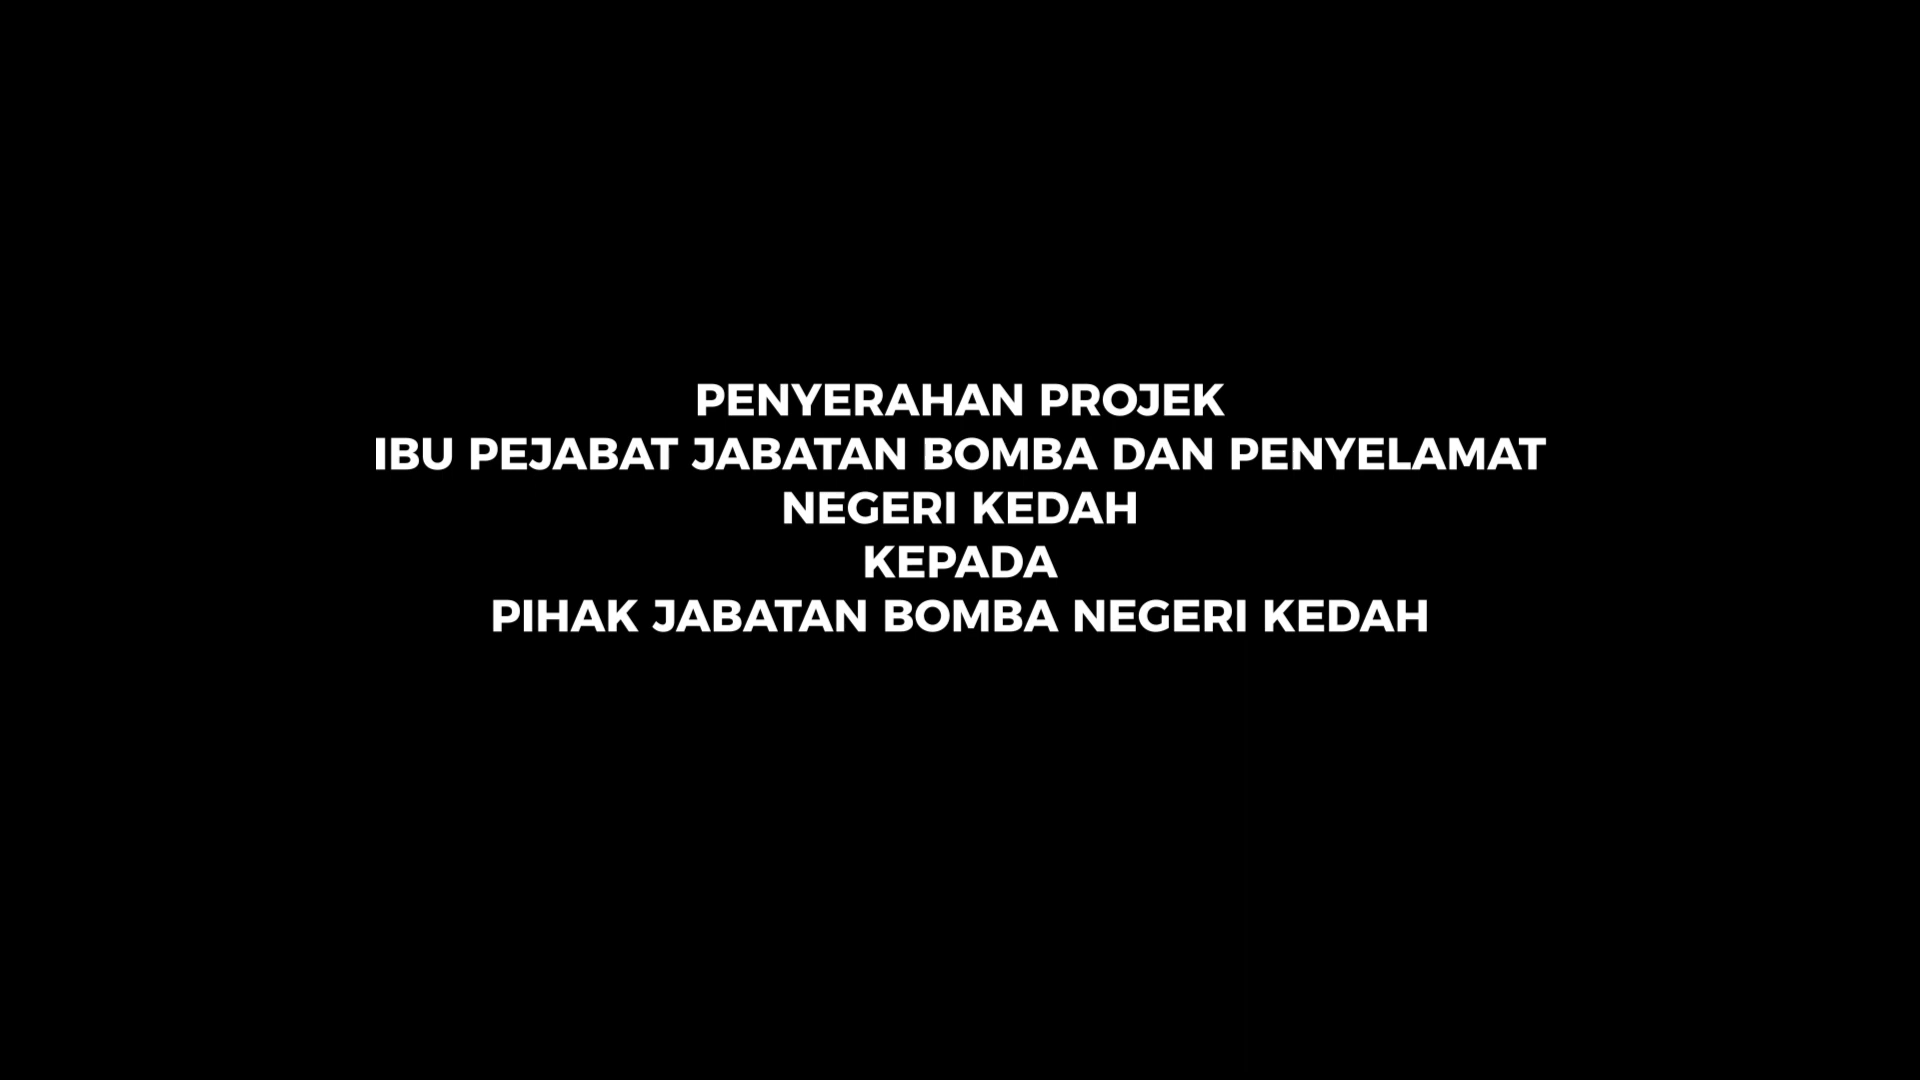 PENYERAHAN PROJEK
IBU PEJABAT JABATAN BOMBA DAN PENYELAMAT
NEGERI KEDAH
KEPADA
PIHAK JABATAN BOMBA NEGERI KEDAH